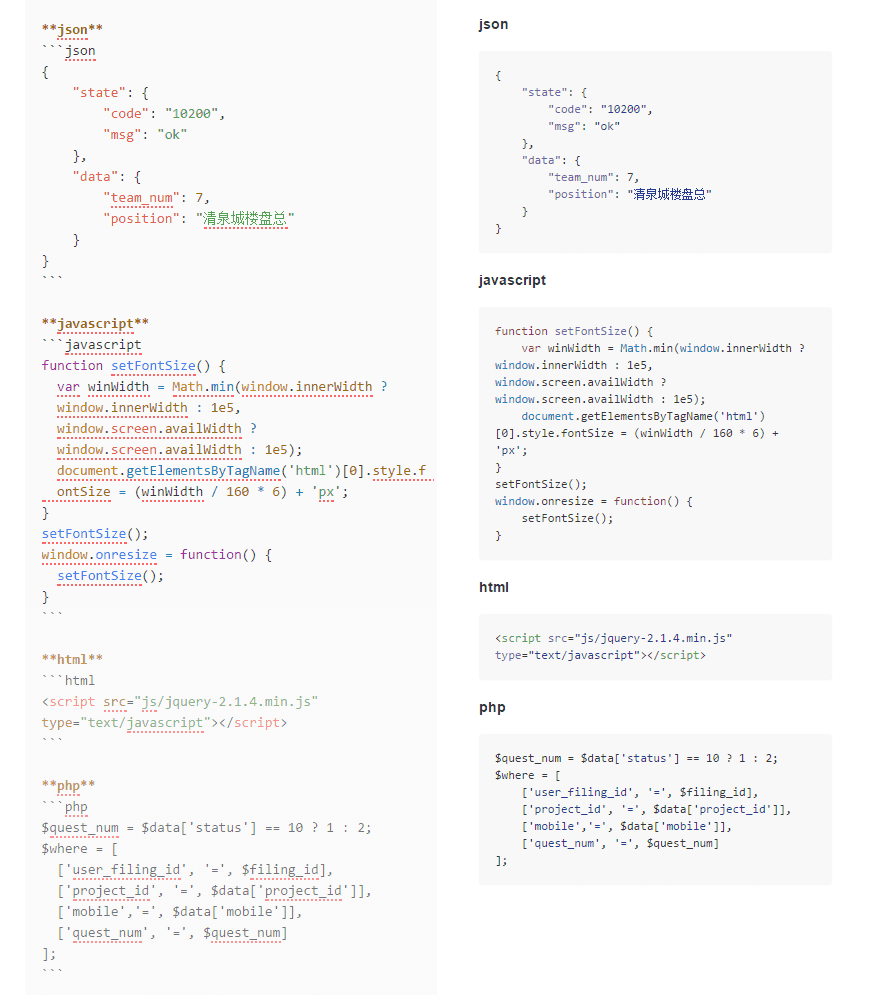 **json**
```json
{
    "state": {
        "code": "10200",
        "msg": "ok"
    },
    "data": {
        "team_num": 7,
        "position": "清泉城楼盘总"
    }
}
```

**javascript**
```javascript
function setFontSize() {
  var winWidth = Math.min(window.innerWidth ?
  window.innerWidth : 1e5,
  window.screen.availWidth ?
  window.screen.availWidth : 1e5);
  document.getElementsByTagName('html')[0].style.f
  ontSize = (winWidth / 160 * 6) + 'px';
}
setFontSize();
window.onresize = function() {
  setFontSize();
}
```

**html**
```html
<script src="js/jquery-2.1.4.min.js"
type="text/javascript"></script>
```

**php**
```php
$quest_num = $data['status'] == 10 ? 1 : 2;
$where = [
  ['user_filing_id', '=', $filing_id],
  ['project_id', '=', $data['project_id']],
  ['mobile','=', $data['mobile']],
  ['quest_num', '=', $quest_num]
];
```

json
{
    "state": {
        "code": "10200",
        "msg": "ok"
    },
    "data": {
        "team_num": 7,
        "position": "清泉城楼盘总"
    }
}

javascript
function setFontSize() {
    var winWidth = Math.min(window.innerWidth ?
window.innerWidth : 1e5,
window.screen.availWidth ?
window.screen.availWidth : 1e5);
    document.getElementsByTagName('html')
[0].style.fontSize = (winWidth / 160 * 6) +
'px';
}
setFontSize();
window.onresize = function() {
    setFontSize();
}

html
<script src="js/jquery-2.1.4.min.js"
type="text/javascript"></script>

php
$quest_num = $data['status'] == 10 ? 1 : 2;
$where = [
    ['user_filing_id', '=', $filing_id],
    ['project_id', '=', $data['project_id']],
    ['mobile','=', $data['mobile']],
    ['quest_num', '=', $quest_num]
];